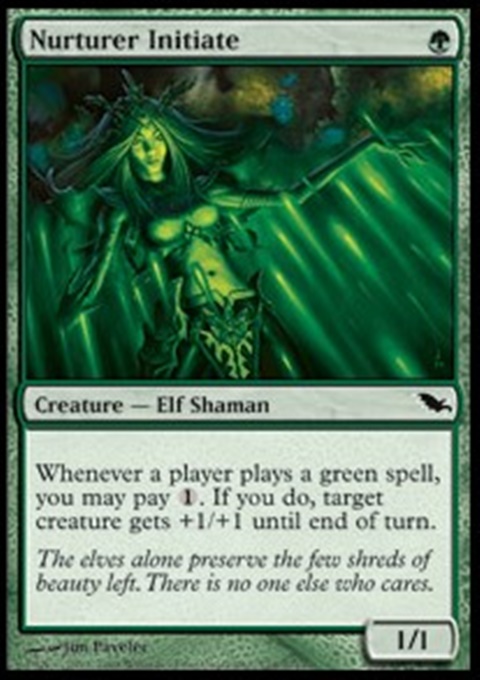 Nurturer Initiate
Creature — Elf Shaman
Whenever a player plays a green spell,
you may pay 1. If you do, target
creature gets +1/+1 until end of turn.
The elves alone preserve the few shreds of
beauty left. There is no one else who cares.
Jim Pavelec
1/1